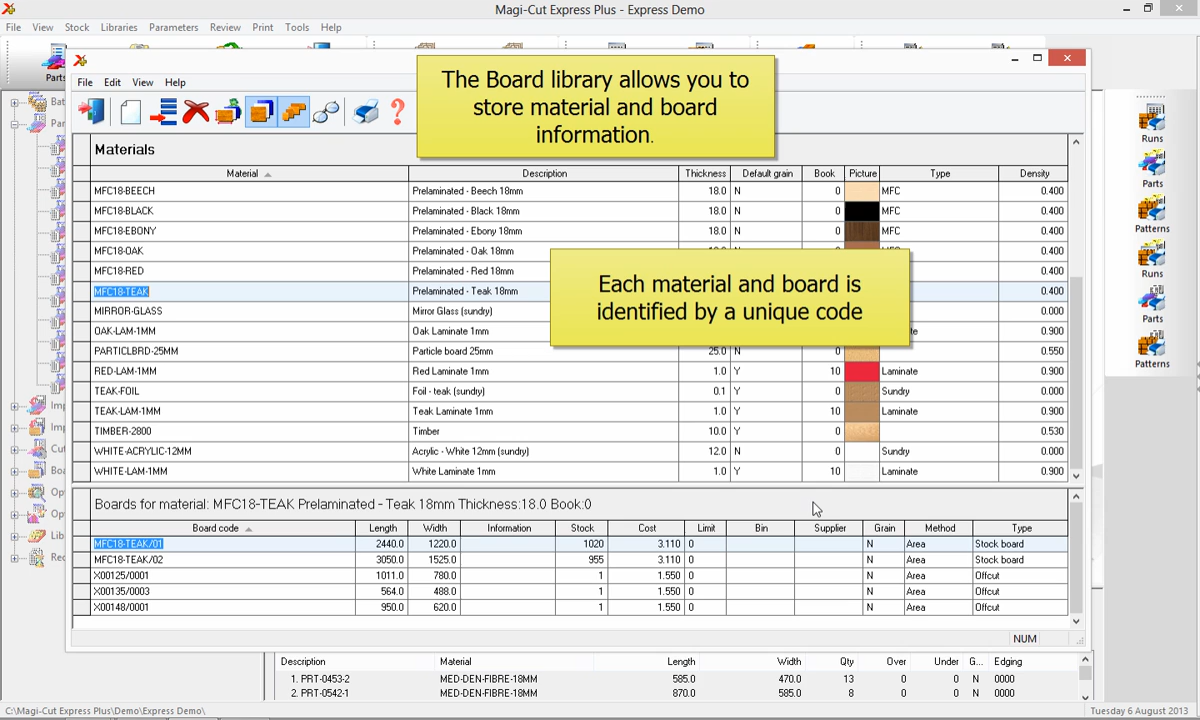 Magi-Cut Express Plus - Express Demo
File View Stock Libraries Parameters Review Print Tools Help
Parts
File Edit View Help
The Board library allows you to
store material and board
information.
Materials
Material Description Thickness Default grain Book Picture Type Density
MFC18-BEECH Prelaminated - Beech 18mm 18.0 N 0 MFC 0.400
MFC18-BLACK Prelaminated - Black 18mm 18.0 N 0 MFC 0.400
MFC18-EBONY Prelaminated - Ebony 18mm 18.0 N 0 MFC 0.400
MFC18-OAK Prelaminated - Oak 18mm 0.400
MFC18-RED Prelaminated - Red 18mm 0.400
MFC18-TEAK Prelaminated - Teak 18mm 0.400
MIRROR-GLASS Mirror Glass (sundry) 0.000
OAK-LAM-1MM Oak Laminate 1mm 0.900
PARTICLBRD-25MM Particle board 25mm 25.0 N 0 0.550
RED-LAM-1MM Red Laminate 1mm 1.0 Y 10 Laminate 0.900
TEAK-FOIL Foil - teak (sundry) 0.1 Y 0 Sundry 0.000
TEAK-LAM-1MM Teak Laminate 1mm 1.0 Y 10 Laminate 0.900
TIMBER-2800 Timber 10.0 Y 0 0.530
WHITE-ACRYLIC-12MM Acrylic - White 12mm (sundry) 12.0 N 0 Sundry 0.000
WHITE-LAM-1MM White Laminate 1mm 1.0 Y 10 Laminate 0.900
Each material and board is
identified by a unique code
Boards for material: MFC18-TEAK Prelaminated - Teak 18mm Thickness:18.0 Book:0
Board code Length Width Information Stock Cost Limit Bin Supplier Grain Method Type
MFC18-TEAK/01 2440.0 1220.0 1020 3.110 0 N Area Stock board
MFC18-TEAK/02 3050.0 1525.0 955 3.110 0 N Area Stock board
X00125/0001 1011.0 780.0 1 1.550 0 N Area Offcut
X00135/0003 564.0 488.0 1 1.550 0 N Area Offcut
X00148/0001 950.0 620.0 1 1.550 0 N Area Offcut
NUM
Runs
Parts
Patterns
Runs
Parts
Patterns
Description Material Length Width Qty Over Under G... Edging
1. PRT-0453-2 MED-DEN-FIBRE-18MM 585.0 470.0 13 0 0 N 0000
2. PRT-0542-1 MED-DEN-FIBRE-18MM 870.0 585.0 8 0 0 N 0000
C:\Magi-Cut Express Plus\Demo\Express Demo\
Tuesday 6 August 2013